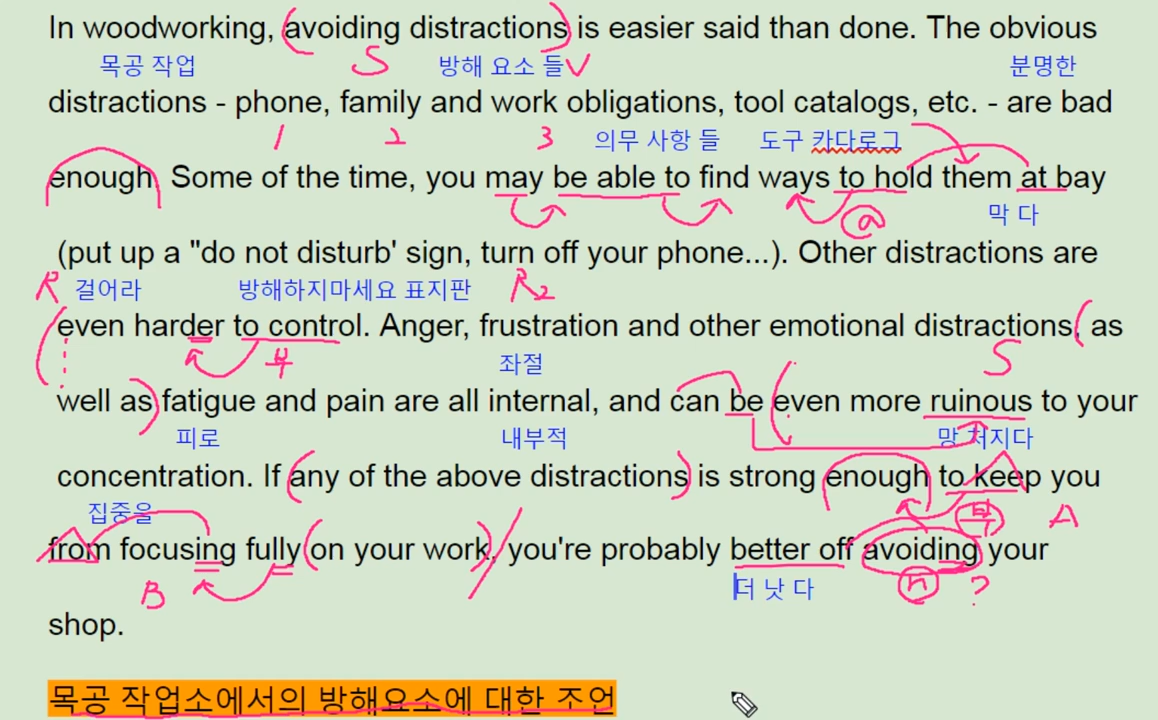 In woodworking, avoiding distractions is easier said than done. The obvious
S
목공 작업 방해 요소 들 V 분명한
distractions - phone, family and work obligations, tool catalogs, etc. - are bad
1 2 3 의무 사항 들 도구 카다로그
enough. Some of the time, you may be able to find ways to hold them at bay
a 막 다
(put up a "do not disturb' sign, turn off your phone...). Other distractions are
R 걸어라 방해하지마세요 표지판 R2
even harder to control. Anger, frustration and other emotional distractions, as
부 좌절 S
well as fatigue and pain are all internal, and can be even more ruinous to your
피로 내부적 망 처지다
concentration. If any of the above distractions is strong enough to keep you
집중을 부 A
from focusing fully on your work, you're probably better off avoiding your
B 더 낫 다 n ?
shop.
목공 작업소에서의 방해요소에 대한 조언